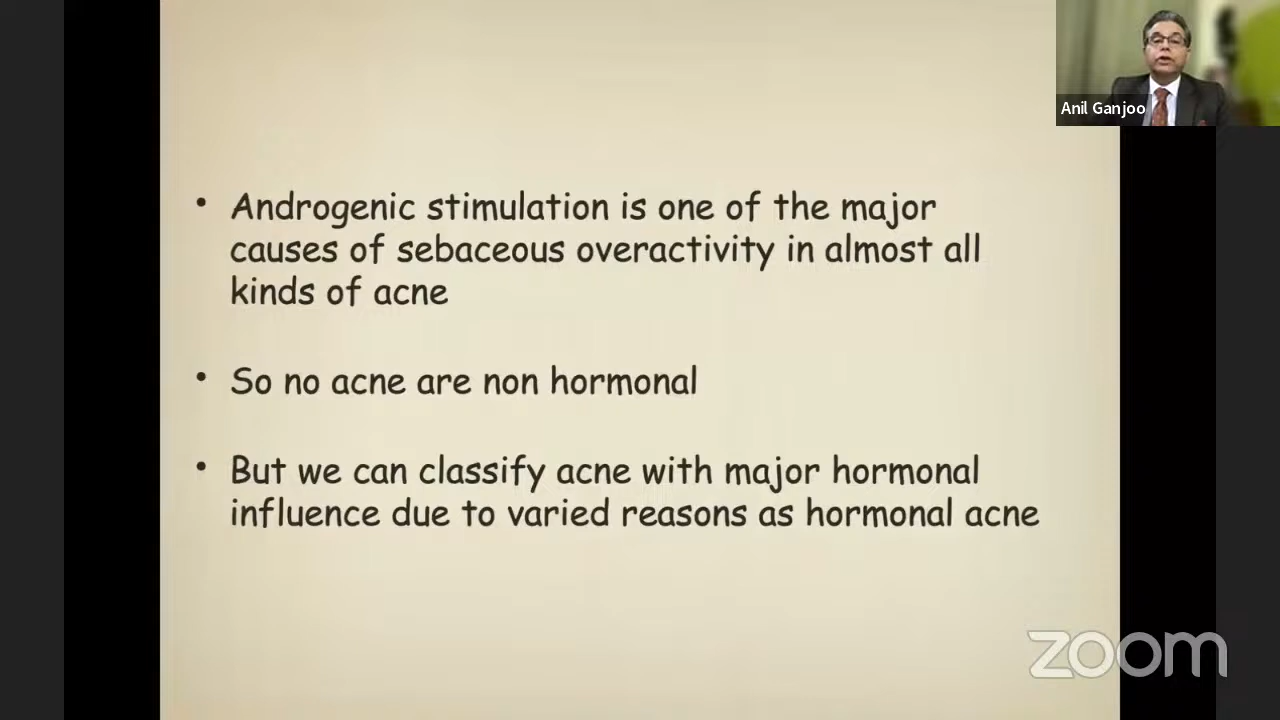 Anil Ganjoo
• Androgenic stimulation is one of the major
causes of sebaceous overactivity in almost all
kinds of acne
• So no acne are non hormonal
• But we can classify acne with major hormonal
influence due to varied reasons as hormonal acne
zoom